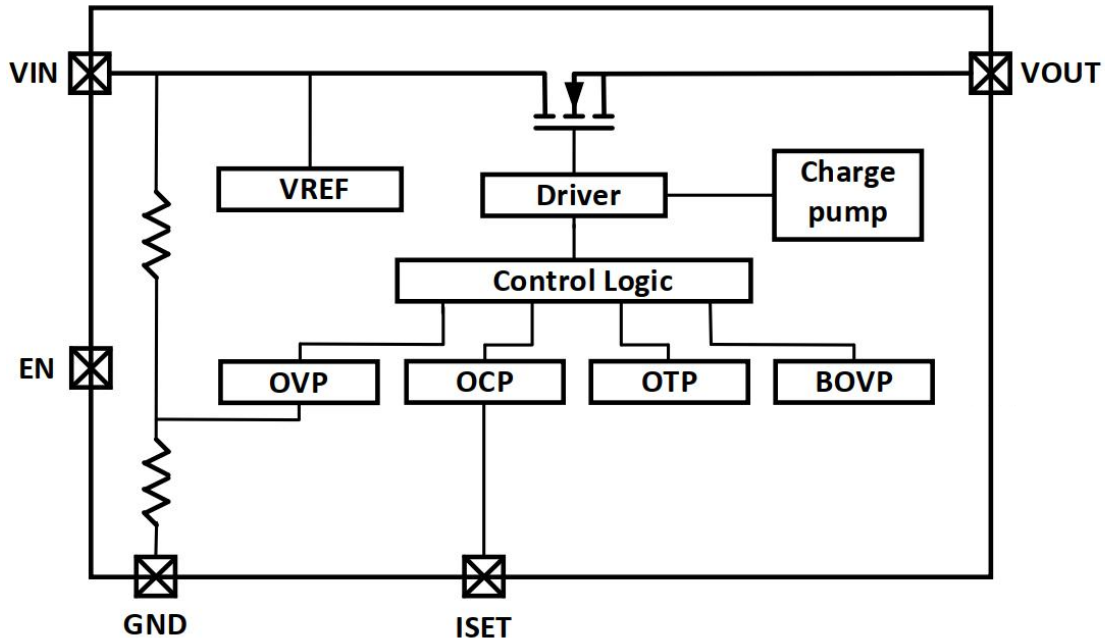 VIN
VOUT
VREF
Driver
Charge
pump
Control Logic
EN
OVP
OCP
OTP
BOVP
GND
ISET